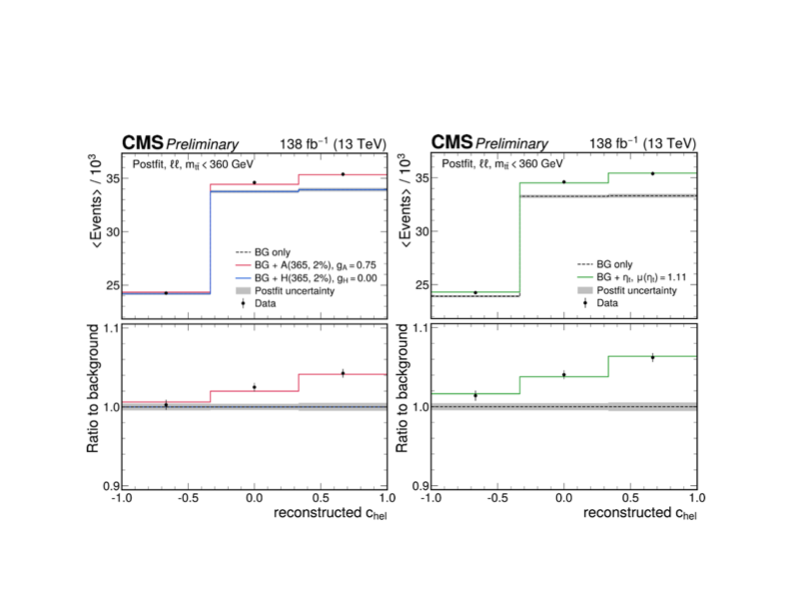 CMS Preliminary 138 fb⁻¹ (13 TeV)
Postfit, ℓℓ, m_tt̄ < 360 GeV
<Events> / 10³
35
30
25
BG only
BG + A(365, 2%), g_A = 0.75
BG + H(365, 2%), g_H = 0.00
Postfit uncertainty
Data
Ratio to background
1.1
1.0
0.9
-1.0 -0.5 0.0 0.5 1.0
reconstructed c_hel
CMS Preliminary 138 fb⁻¹ (13 TeV)
Postfit, ℓℓ, m_tt̄ < 360 GeV
<Events> / 10³
35
30
25
BG only
BG + η_t, μ(η_t) = 1.11
Postfit uncertainty
Data
Ratio to background
1.1
1.0
0.9
-1.0 -0.5 0.0 0.5 1.0
reconstructed c_hel